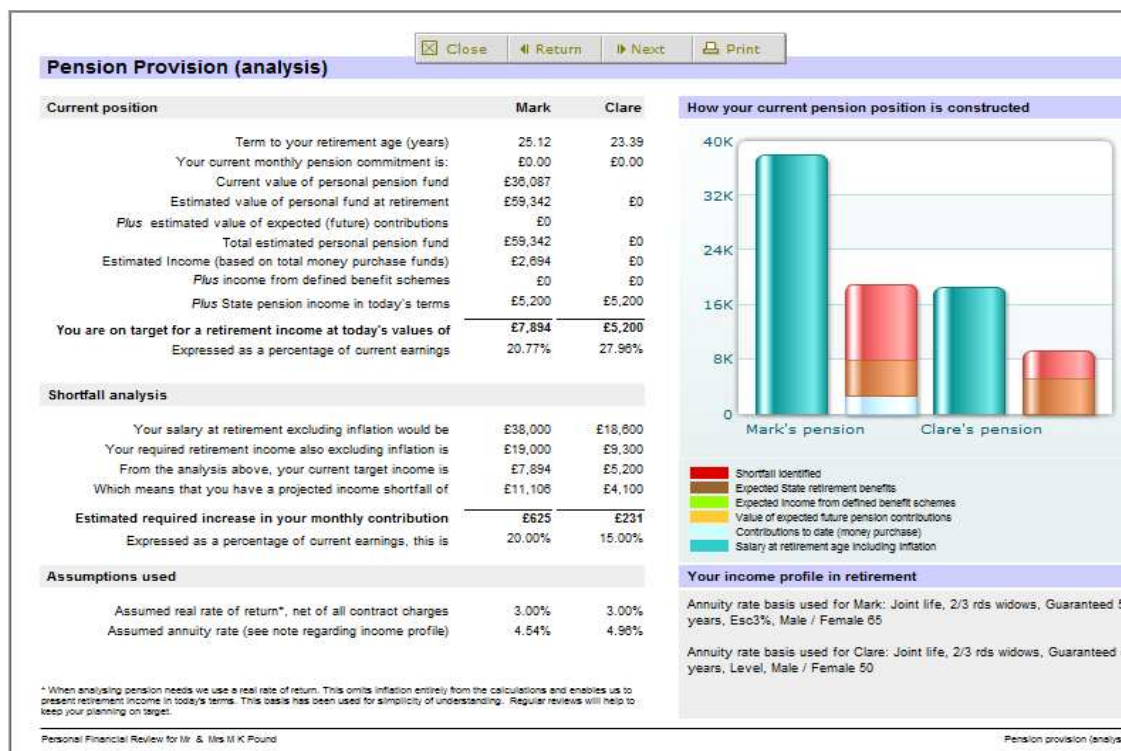 Close Return Next Print
Pension Provision (analysis)
Current position Mark Clare
Term to your retirement age (years) 25.12 23.39
Your current monthly pension commitment is: £0.00 £0.00
Current value of personal pension fund £36,087
Estimated value of personal fund at retirement £59,342 £0
Plus estimated value of expected (future) contributions £0
Total estimated personal pension fund £59,342 £0
Estimated Income (based on total money purchase funds) £2,694 £0
Plus income from defined benefit schemes £0 £0
Plus State pension income in today's terms £5,200 £5,200
You are on target for a retirement income at today's values of £7,894 £5,200
Expressed as a percentage of current earnings 20.77% 27.96%
Shortfall analysis
Your salary at retirement excluding inflation would be £38,000 £18,600
Your required retirement income also excluding inflation is £19,000 £9,300
From the analysis above, your current target income is £7,894 £5,200
Which means that you have a projected income shortfall of £11,106 £4,100
Estimated required increase in your monthly contribution £625 £231
Expressed as a percentage of current earnings, this is 20.00% 15.00%
Assumptions used
Assumed real rate of return*, net of all contract charges 3.00% 3.00%
Assumed annuity rate (see note regarding income profile) 4.54% 4.96%
* When analysing pension needs we use a real rate of return. This omits inflation entirely from the calculations and enables us to
present retirement income in today's terms. This basis has been used for simplicity of understanding. Regular reviews will help to
keep your planning on target.
How your current pension position is constructed
40K
32K
24K
16K
8K
0
Mark's pension Clare's pension
Shortfall identified
Expected State retirement benefits
Expected income from defined benefit schemes
Value of expected future pension contributions
Contributions to date (money purchase)
Salary at retirement age including inflation
Your income profile in retirement
Annuity rate basis used for Mark: Joint life, 2/3 rds widows, Guaranteed 5
years, Esc3%, Male / Female 65
Annuity rate basis used for Clare: Joint life, 2/3 rds widows, Guaranteed
years, Level, Male / Female 50
Personal Financial Review for Mr & Mrs M K Pound Pension provision (analys